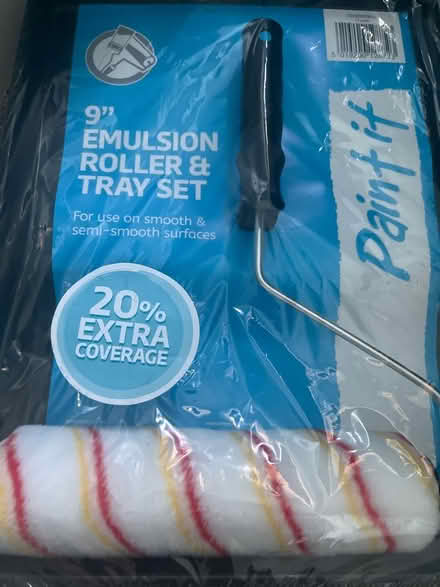 9”
EMULSION
ROLLER &
TRAY SET
For use on smooth &
semi-smooth surfaces
20%
EXTRA
COVERAGE
Paint it